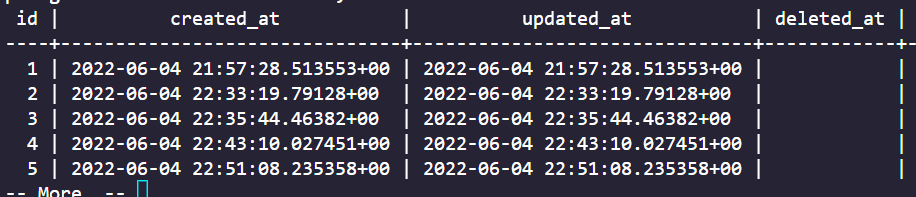 id | created_at | updated_at | deleted_at |
----+-------------------------------+-------------------------------+------------+
1 | 2022-06-04 21:57:28.513553+00 | 2022-06-04 21:57:28.513553+00 | |
2 | 2022-06-04 22:33:19.79128+00 | 2022-06-04 22:33:19.79128+00 | |
3 | 2022-06-04 22:35:44.46382+00 | 2022-06-04 22:35:44.46382+00 | |
4 | 2022-06-04 22:43:10.027451+00 | 2022-06-04 22:43:10.027451+00 | |
5 | 2022-06-04 22:51:08.235358+00 | 2022-06-04 22:51:08.235358+00 | |
-- More --